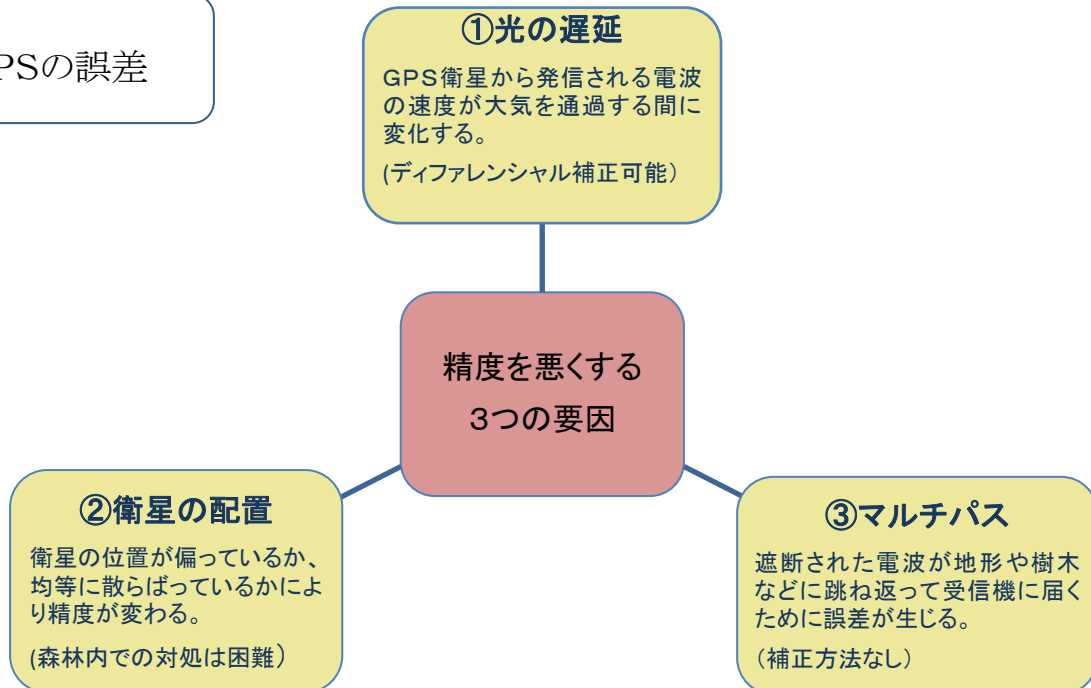 PSの誤差
①光の遅延
GPS衛星から発信される電波
の速度が大気を通過する間に
変化する。
(ディファレンシャル補正可能)
精度を悪くする
3つの要因
②衛星の配置
衛星の位置が偏っているか、
均等に散らばっているかによ
り精度が変わる。
(森林内での対処は困難)
③マルチパス
遮断された電波が地形や樹木
などに跳ね返って受信機に届く
ために誤差が生じる。
(補正方法なし)